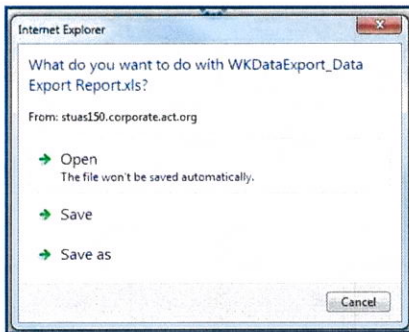 Internet Explorer
What do you want to do with WKDataExport_Data
Export Report.xls?
From: stuas150.corporate.act.org
Open
The file won't be saved automatically.
Save
Save as
Cancel